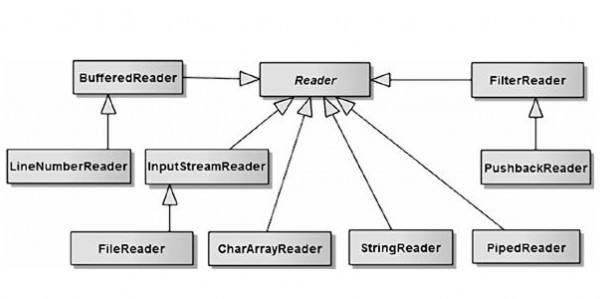 BufferedReader
Reader
FilterReader
LineNumberReader
InputStreamReader
PushbackReader
FileReader
CharArrayReader
StringReader
PipedReader